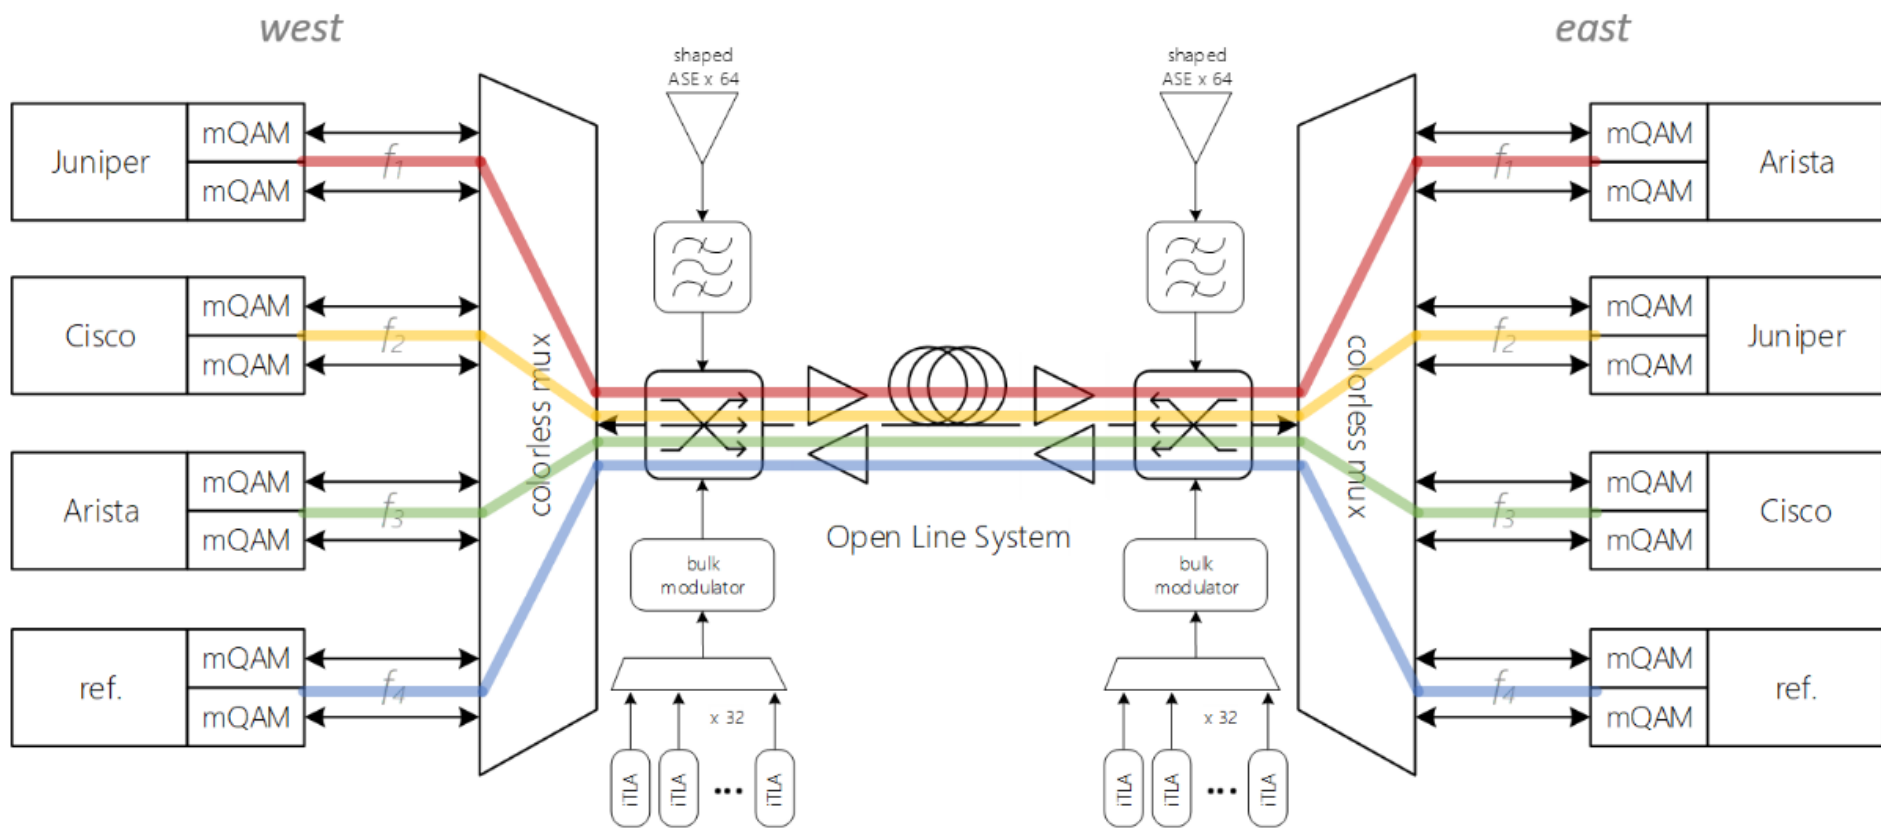 west
east
shaped
ASE x 64
shaped
ASE x 64
Juniper
mQAM
mQAM
f1
Cisco
mQAM
mQAM
f2
Arista
mQAM
mQAM
f3
ref.
mQAM
mQAM
f4
colorless mux
Open Line System
bulk
modulator
x 32
iTLA
iTLA
...
iTLA
bulk
modulator
x 32
iTLA
iTLA
...
iTLA
colorless mux
f1
mQAM
mQAM
Arista
f2
mQAM
mQAM
Juniper
f3
mQAM
mQAM
Cisco
f4
mQAM
mQAM
ref.